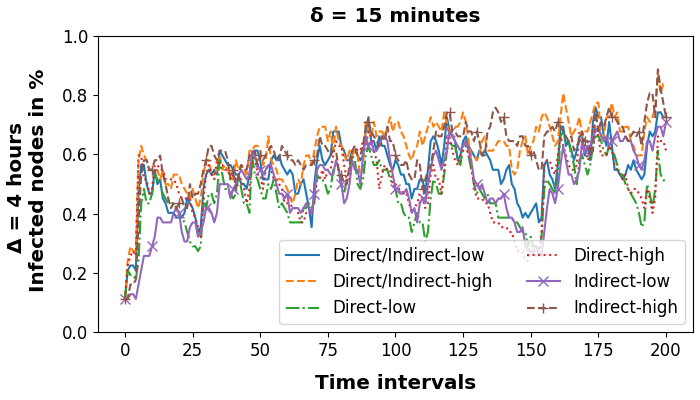 δ = 15 minutes
Δ = 4 hours
Infected nodes in %
1.0
0.8
0.6
0.4
0.2
0.0
0 25 50 75 100 125 150 175 200
Time intervals
Direct/Indirect-low
Direct/Indirect-high
Direct-low
Direct-high
Indirect-low
Indirect-high